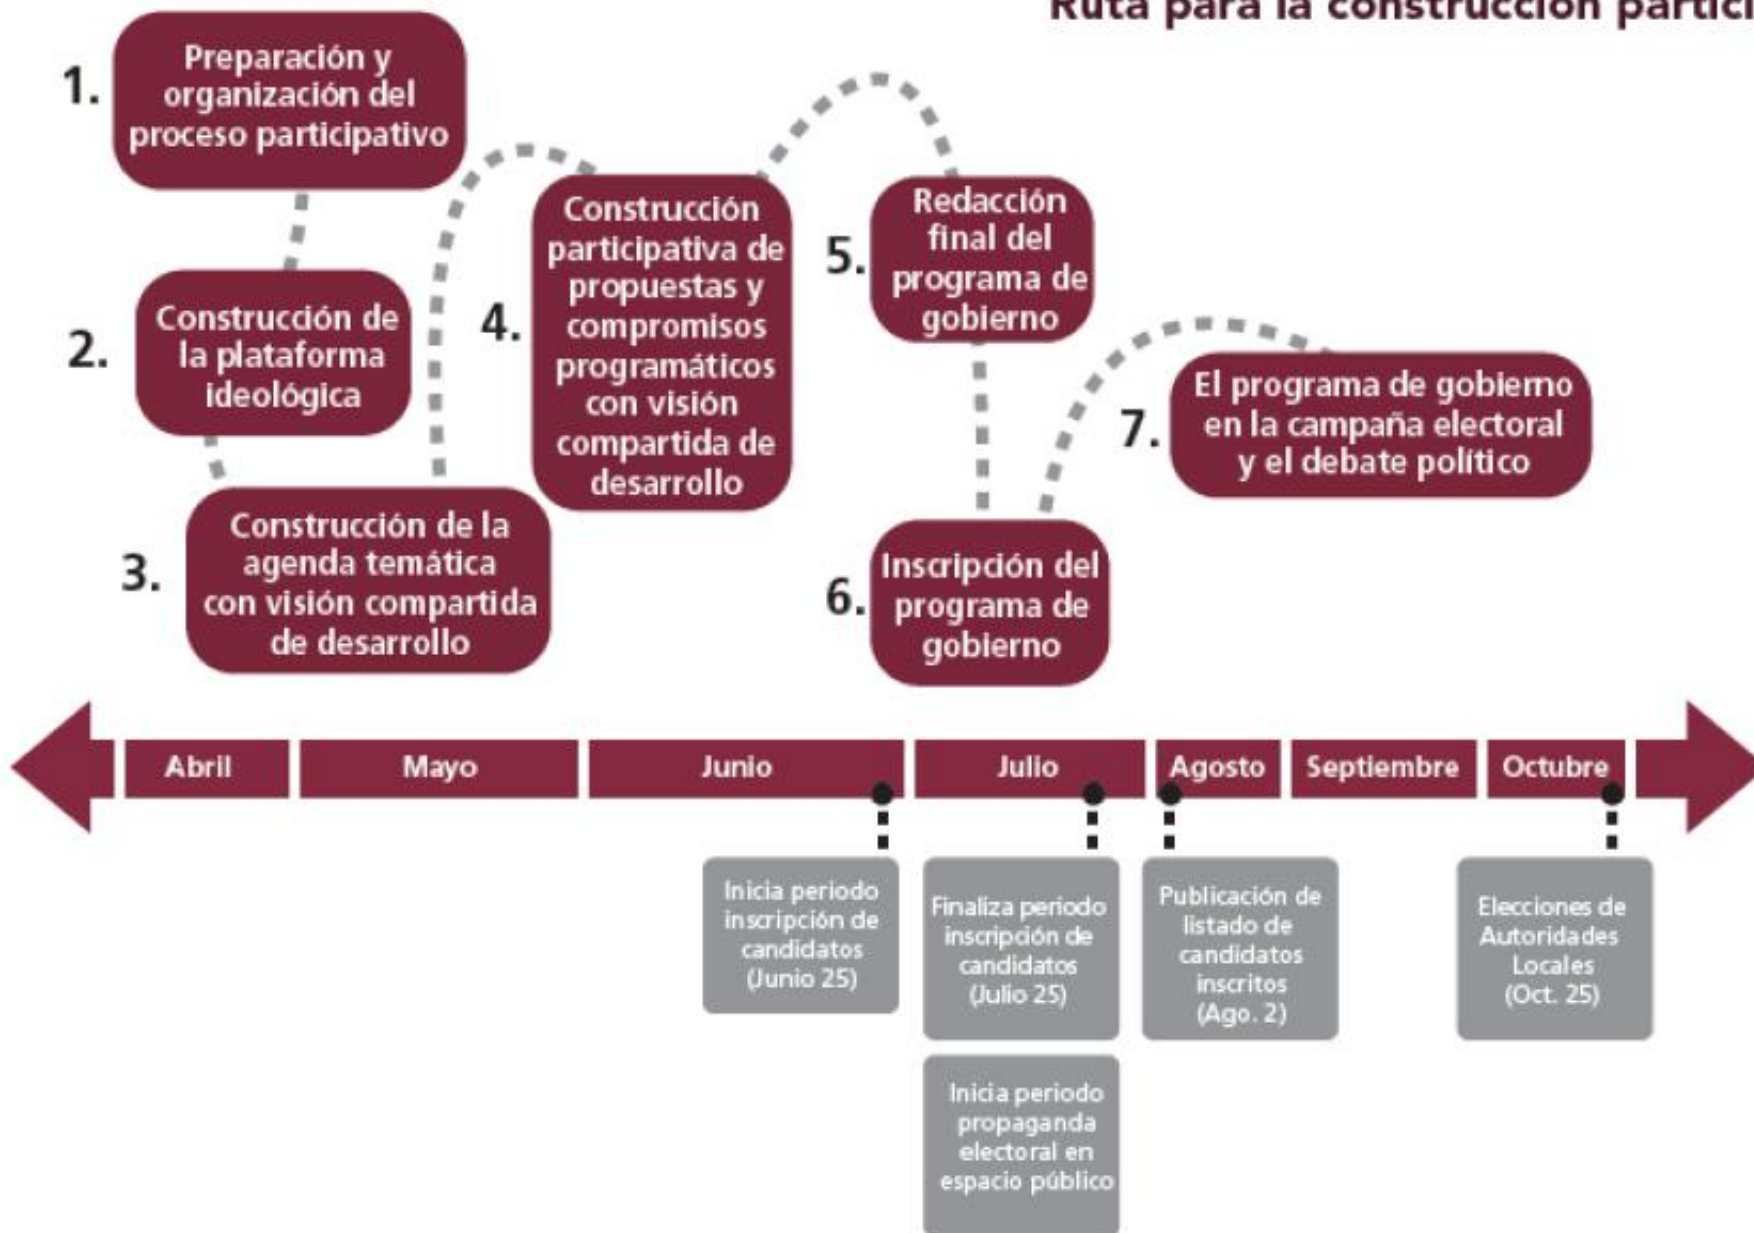 Ruta para la construcción partici
1.
Preparación y
organización del
proceso participativo
2.
Construcción de
la plataforma
ideológica
3.
Construcción de la
agenda temática
con visión compartida
de desarrollo
4.
Construcción
participativa de
propuestas y
compromisos
programáticos
con visión
compartida de
desarrollo
5.
Redacción
final del
programa de
gobierno
6.
Inscripción del
programa de
gobierno
7.
El programa de gobierno
en la campaña electoral
y el debate político
Abril
Mayo
Junio
Julio
Agosto
Septiembre
Octubre
Inicia periodo
inscripción de
candidatos
(Junio 25)
Finaliza periodo
inscripción de
candidatos
(Julio 25)
Inicia periodo
propaganda
electoral en
espacio público
Publicación de
listado de
candidatos
inscritos
(Ago. 2)
Elecciones de
Autoridades
Locales
(Oct. 25)